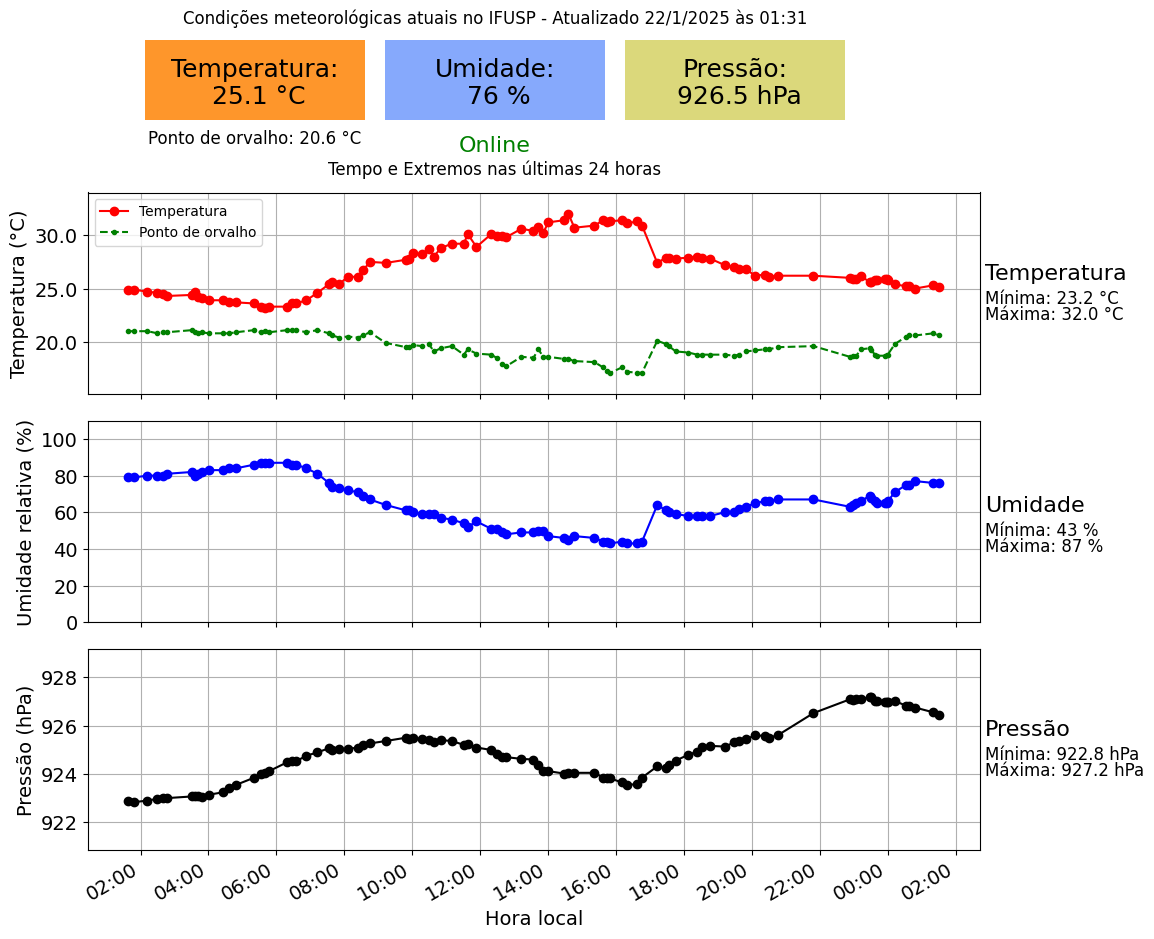 Condições meteorológicas atuais no IFUSP - Atualizado 22/1/2025 às 01:31
Temperatura:
25.1 °C
Umidade:
76 %
Pressão:
926.5 hPa
Ponto de orvalho: 20.6 °C
Online
Tempo e Extremos nas últimas 24 horas
Temperatura (°C)
30.0
25.0
20.0
Temperatura
Ponto de orvalho
Temperatura
Mínima: 23.2 °C
Máxima: 32.0 °C
Umidade relativa (%)
100
80
60
40
20
0
Umidade
Mínima: 43 %
Máxima: 87 %
Pressão (hPa)
928
926
924
922
Pressão
Mínima: 922.8 hPa
Máxima: 927.2 hPa
02:00 04:00 06:00 08:00 10:00 12:00 14:00 16:00 18:00 20:00 22:00 00:00 02:00
Hora local